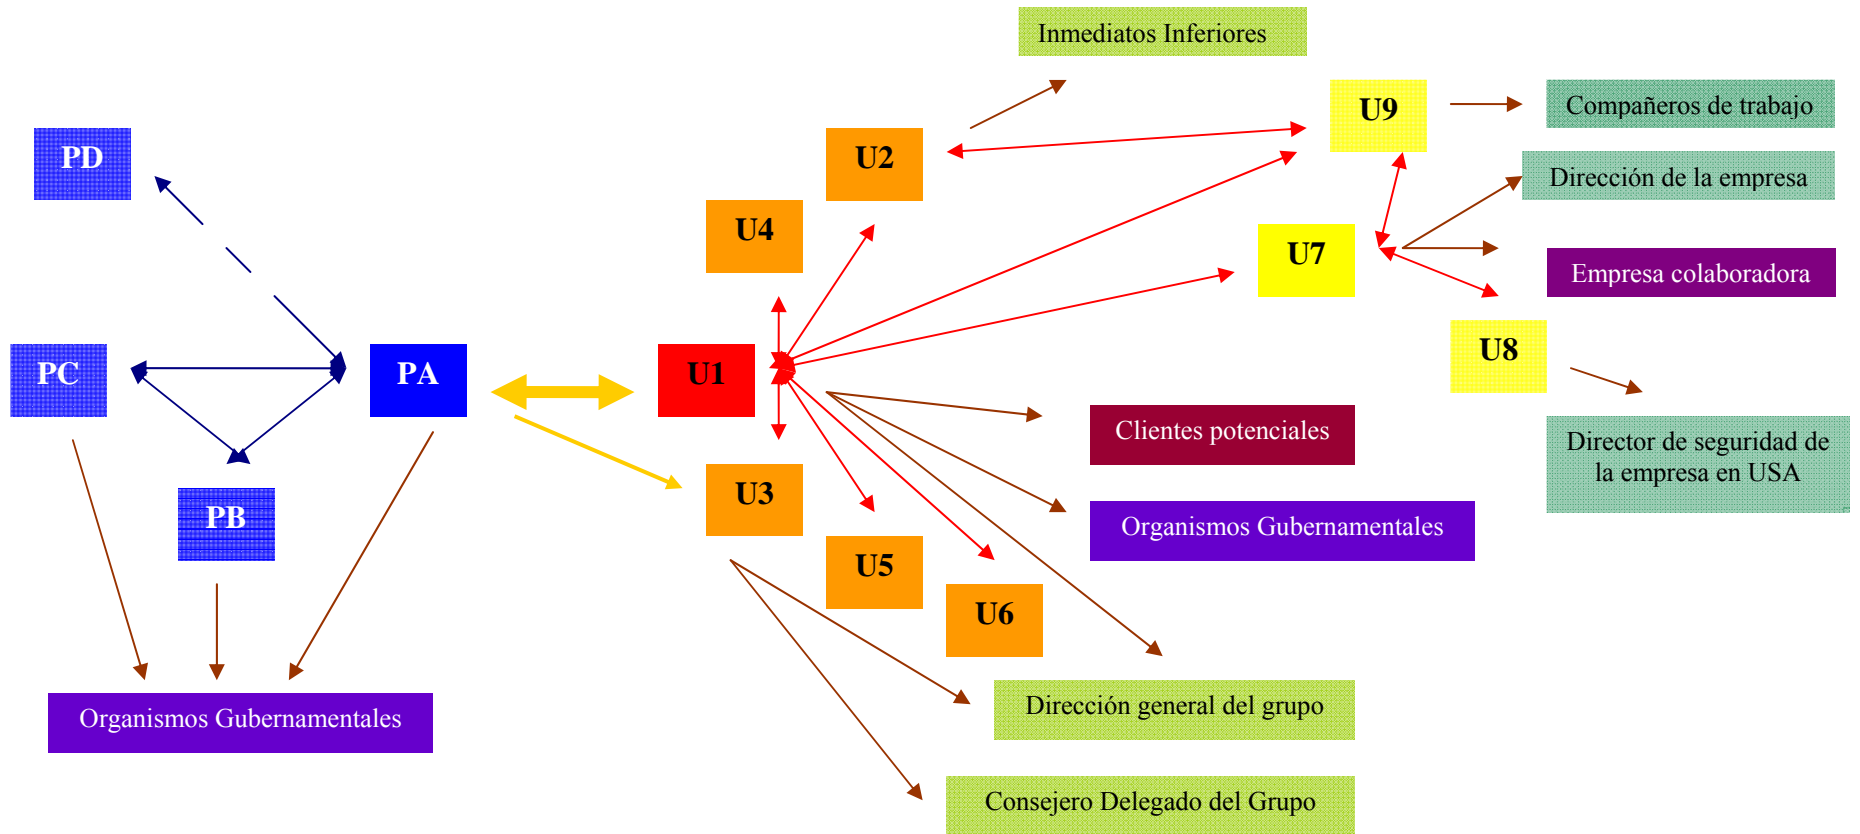 Inmediatos Inferiores
U9
Compañeros de trabajo
PD
U2
Dirección de la empresa
U4
U7
Empresa colaboradora
U8
PC
PA
U1
Clientes potenciales
Director de seguridad de
la empresa en USA
U3
PB
Organismos Gubernamentales
U5
U6
Organismos Gubernamentales
Dirección general del grupo
Consejero Delegado del Grupo